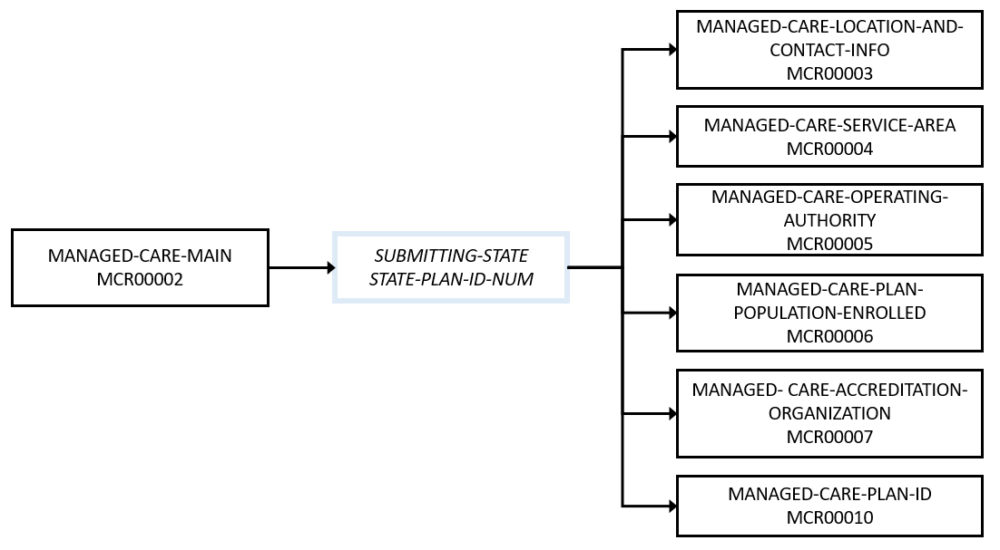 MANAGED-CARE-MAIN
MCR00002
SUBMITTING-STATE
STATE-PLAN-ID-NUM
MANAGED-CARE-LOCATION-AND-
CONTACT-INFO
MCR00003
MANAGED-CARE-SERVICE-AREA
MCR00004
MANAGED-CARE-OPERATING-
AUTHORITY
MCR00005
MANAGED-CARE-PLAN-
POPULATION-ENROLLED
MCR00006
MANAGED- CARE-ACCREDITATION-
ORGANIZATION
MCR00007
MANAGED-CARE-PLAN-ID
MCR00010